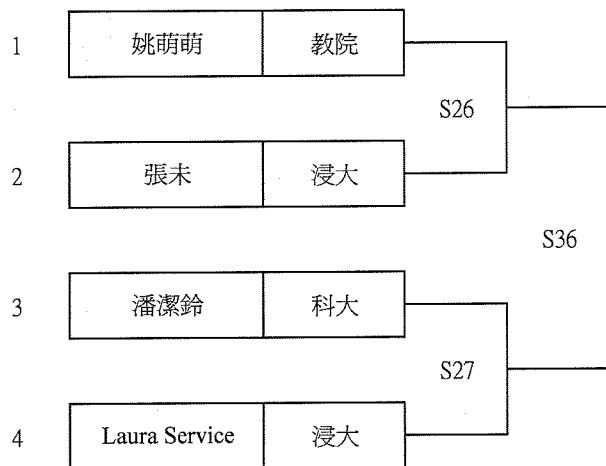 1 姚萌萌 教院
S26
2 張未 浸大
S36
3 潘潔鈴 科大
S27
4 Laura Service 浸大